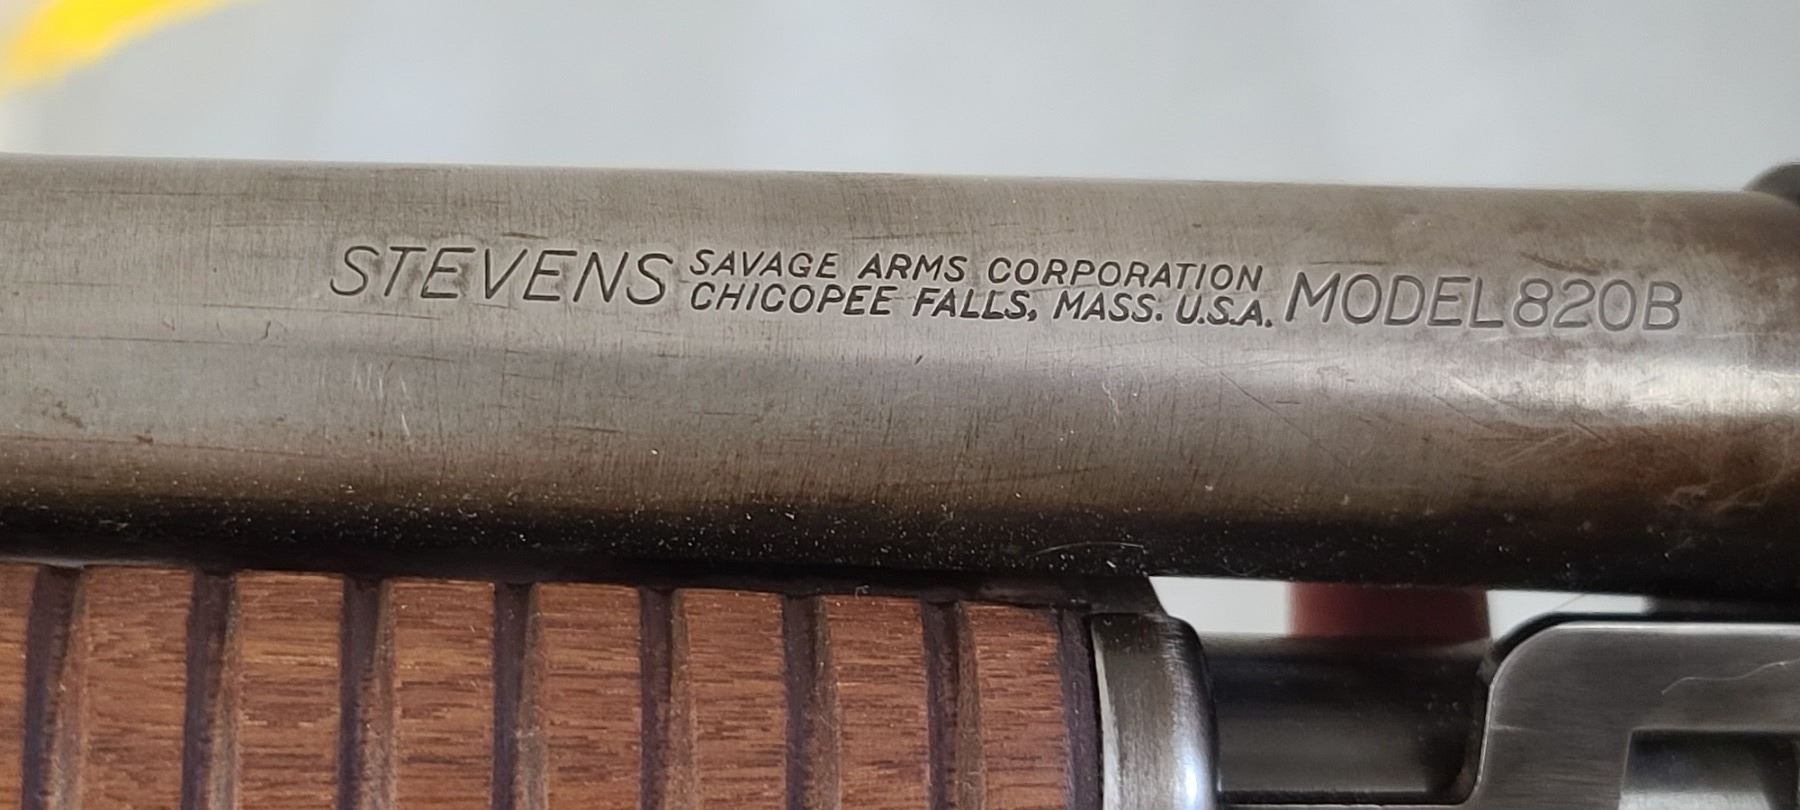 STEVENS SAVAGE ARMS CORPORATION MODEL 820B
CHICOPEE FALLS, MASS. U.S.A.